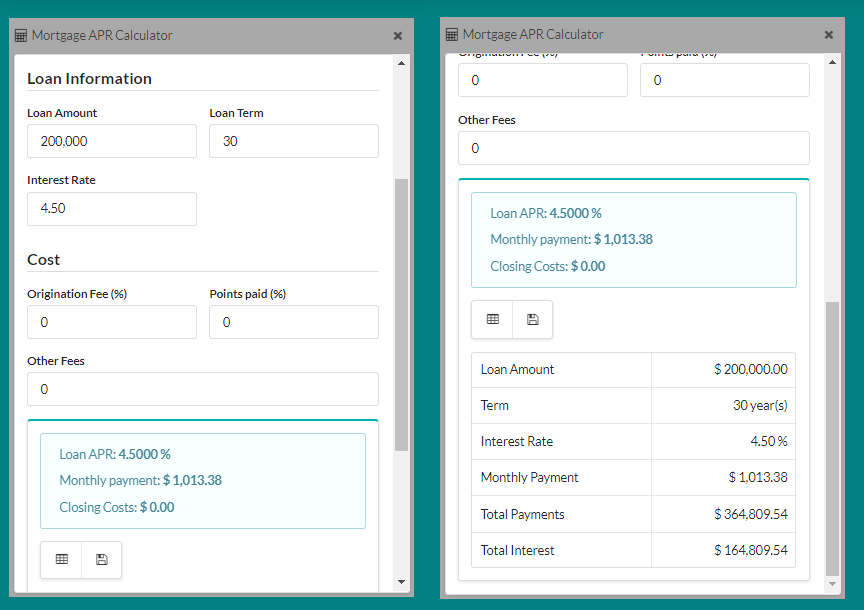 Mortgage APR Calculator
Loan Information
Loan Amount Loan Term
200,000 30
Interest Rate
4.50
Cost
Origination Fee (%) Points paid (%)
0 0
Other Fees
0
Loan APR: 4.5000 %
Monthly payment: $ 1,013.38
Closing Costs: $ 0.00
Mortgage APR Calculator
Origination Fee (%) Points paid (%)
0 0
Other Fees
0
Loan APR: 4.5000 %
Monthly payment: $ 1,013.38
Closing Costs: $ 0.00
Loan Amount $ 200,000.00
Term 30 year(s)
Interest Rate 4.50 %
Monthly Payment $ 1,013.38
Total Payments $ 364,809.54
Total Interest $ 164,809.54